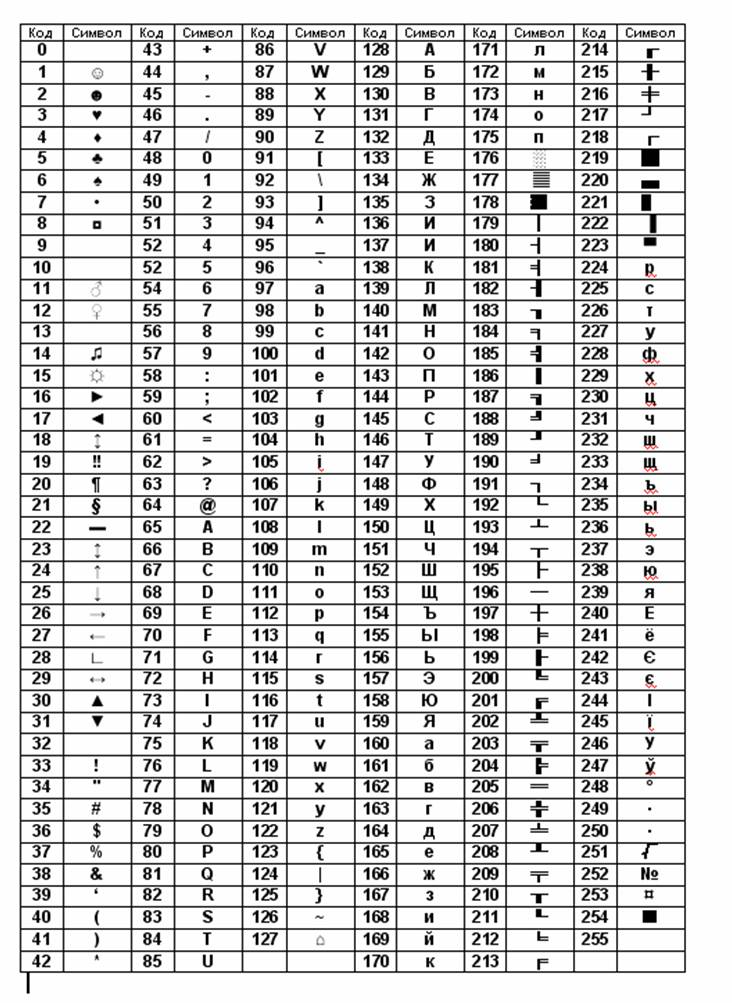 Код Символ Код Символ Код Символ Код Символ Код Символ Код Символ
0 43 + 86 V 128 А 171 л 214 ╓
1 ☺ 44 , 87 W 129 Б 172 м 215 ╫
2 ☻ 45 - 88 X 130 В 173 н 216 ╪
3 ♥ 46 . 89 Y 131 Г 174 о 217 ┘
4 ♦ 47 / 90 Z 132 Д 175 п 218 ┌
5 ♣ 48 0 91 [ 133 Е 176 ░ 219 █
6 ♠ 49 1 92 \ 134 Ж 177 ▒ 220 ▄
7 • 50 2 93 ] 135 З 178 ▓ 221 ▌
8 ◘ 51 3 94 ^ 136 И 179 │ 222 ▐
9 52 4 95 _ 137 И 180 ┤ 223 ▀
10 52 5 96 ` 138 К 181 ╡ 224 р
11 ♂ 54 6 97 a 139 Л 182 ╢ 225 с
12 ♀ 55 7 98 b 140 М 183 ╖ 226 т
13 56 8 99 c 141 Н 184 ╕ 227 у
14 ♫ 57 9 100 d 142 О 185 ╣ 228 ф
15 ☼ 58 : 101 e 143 П 186 ║ 229 х
16 ► 59 ; 102 f 144 Р 187 ╗ 230 ц
17 ◄ 60 < 103 g 145 С 188 ╝ 231 ч
18 ↕ 61 = 104 h 146 Т 189 ╜ 232 ш
19 ‼ 62 > 105 i 147 У 190 ╛ 233 щ
20 ¶ 63 ? 106 j 148 Ф 191 ┐ 234 ъ
21 § 64 @ 107 k 149 Х 192 └ 235 ы
22 ▬ 65 A 108 l 150 Ц 193 ┴ 236 ь
23 ↕ 66 B 109 m 151 Ч 194 ┬ 237 э
24 ↑ 67 C 110 n 152 Ш 195 ├ 238 ю
25 ↓ 68 D 111 o 153 Щ 196 ─ 239 я
26 → 69 E 112 p 154 Ъ 197 ┼ 240 Е
27 ← 70 F 113 q 155 Ы 198 ╞ 241 ё
28 ∟ 71 G 114 r 156 Ь 199 ╟ 242 Є
29 ↔ 72 H 115 s 157 Э 200 ╚ 243 є
30 ▲ 73 I 116 t 158 Ю 201 ╔ 244 І
31 ▼ 74 J 117 u 159 Я 202 ╩ 245 ї
32 75 K 118 v 160 а 203 ╦ 246 У
33 ! 76 L 119 w 161 б 204 ╠ 247 ў
34 " 77 M 120 x 162 в 205 ═ 248 °
35 # 78 N 121 y 163 г 206 ╬ 249 ·
36 $ 79 O 122 z 164 д 207 ╧ 250 ·
37 % 80 P 123 { 165 е 208 ╨ 251 √
38 & 81 Q 124 | 166 ж 209 ╤ 252 №
39 ‘ 82 R 125 } 167 з 210 ╥ 253 ¤
40 ( 83 S 126 ~ 168 и 211 ╙ 254 ■
41 ) 84 T 127 ⌂ 169 й 212 ╘ 255
42 * 85 U 170 к 213 ╒